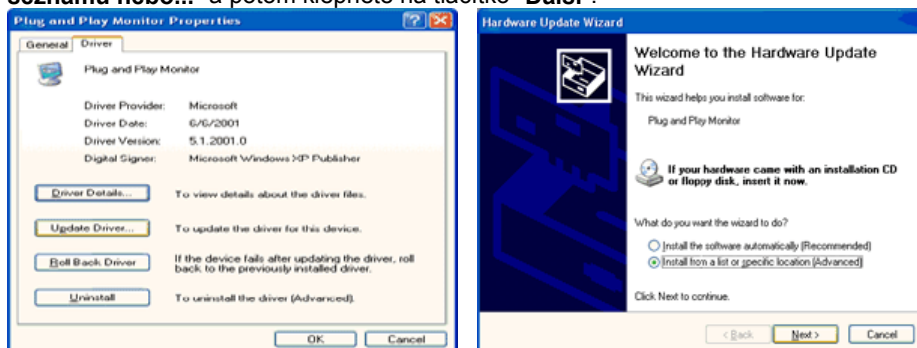 seznamu nebo..." a potom klepněte na tlačítko "Další".
Plug and Play Monitor Properties
General Driver
Plug and Play Monitor
Driver Provider: Microsoft
Driver Date: 6/6/2001
Driver Version: 5.1.2001.0
Digital Signer: Microsoft Windows XP Publisher
Driver Details... To view details about the driver files.
Update Driver... To update the driver for this device.
Roll Back Driver If the device fails after updating the driver, roll
back to the previously installed driver.
Uninstall To uninstall the driver (Advanced).
OK Cancel
Hardware Update Wizard
Welcome to the Hardware Update
Wizard
This wizard helps you install software for:
Plug and Play Monitor
If your hardware came with an installation CD
or floppy disk, insert it now.
What do you want the wizard to do?
Install the software automatically (Recommended)
Install from a list or specific location (Advanced)
Click Next to continue.
< Back Next > Cancel